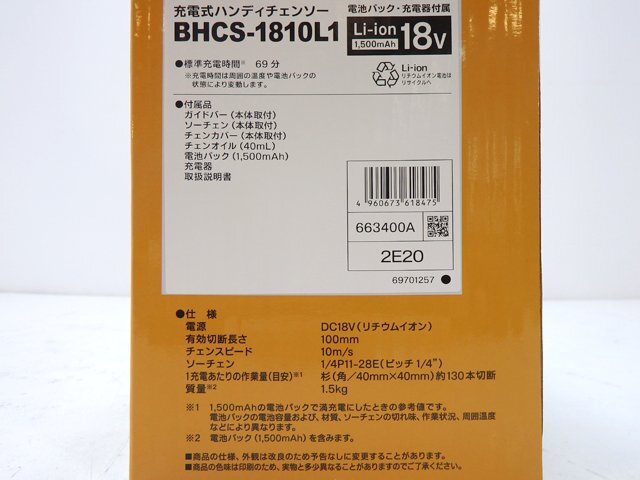 充電式ハンディチェンソー
電池パック・充電器付属
BHCS-1810L1
Li-ion
1,500mAh
18V
●標準充電時間※ 69分
※充電時間は周囲の温度や電池パックの
状態により変動します。
Li-ion
リチウムイオン電池は
リサイクルへ
●付属品
ガイドバー(本体取付)
ソーチェン(本体取付)
チェンカバー(本体取付)
チェンオイル(40mL)
電池パック(1,500mAh)
充電器
取扱説明書
4 960673 618475
663400A
2E20
69701257 ●
●仕 様
電源 DC18V(リチウムイオン)
有効切断長さ 100mm
チェンスピード 10m/s
ソーチェン 1/4P11-28E(ピッチ 1/4")
1充電あたりの作業量(目安)※1 杉(角/40mm×40mm)約130本切断
質量※2 1.5kg
※1 1,500mAhの電池パックで満充電にしたときの参考値です。
電池パックの電池容量および、材質、ソーチェンの切れ味、作業状況、周囲温度
などにより異なります。
※2 電池パック(1,500mAh)を含みます。
■商品の仕様、外観は改良のため予告なしに変更することがあります。
■商品の色味は印刷のため、実物と多少異なることがありますのでご了承ください。